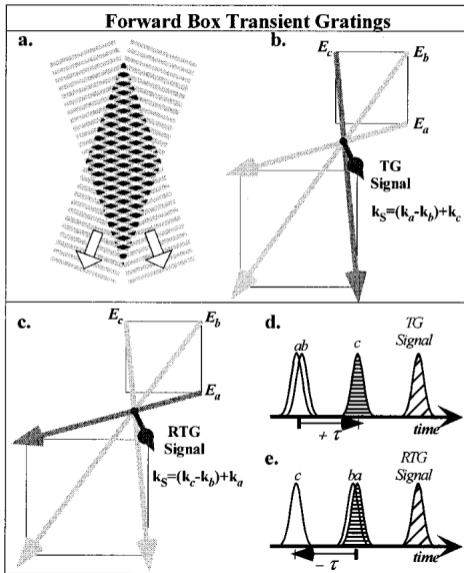 Forward Box Transient Gratings
a.
b.
E_c
E_b
E_a
TG
Signal
k_S=(k_a-k_b)+k_c
c.
E_c
E_b
E_a
RTG
Signal
k_S=(k_c-k_b)+k_a
d.
ab
c
TG
Signal
+ τ
time
e.
c
ba
RTG
Signal
- τ
time